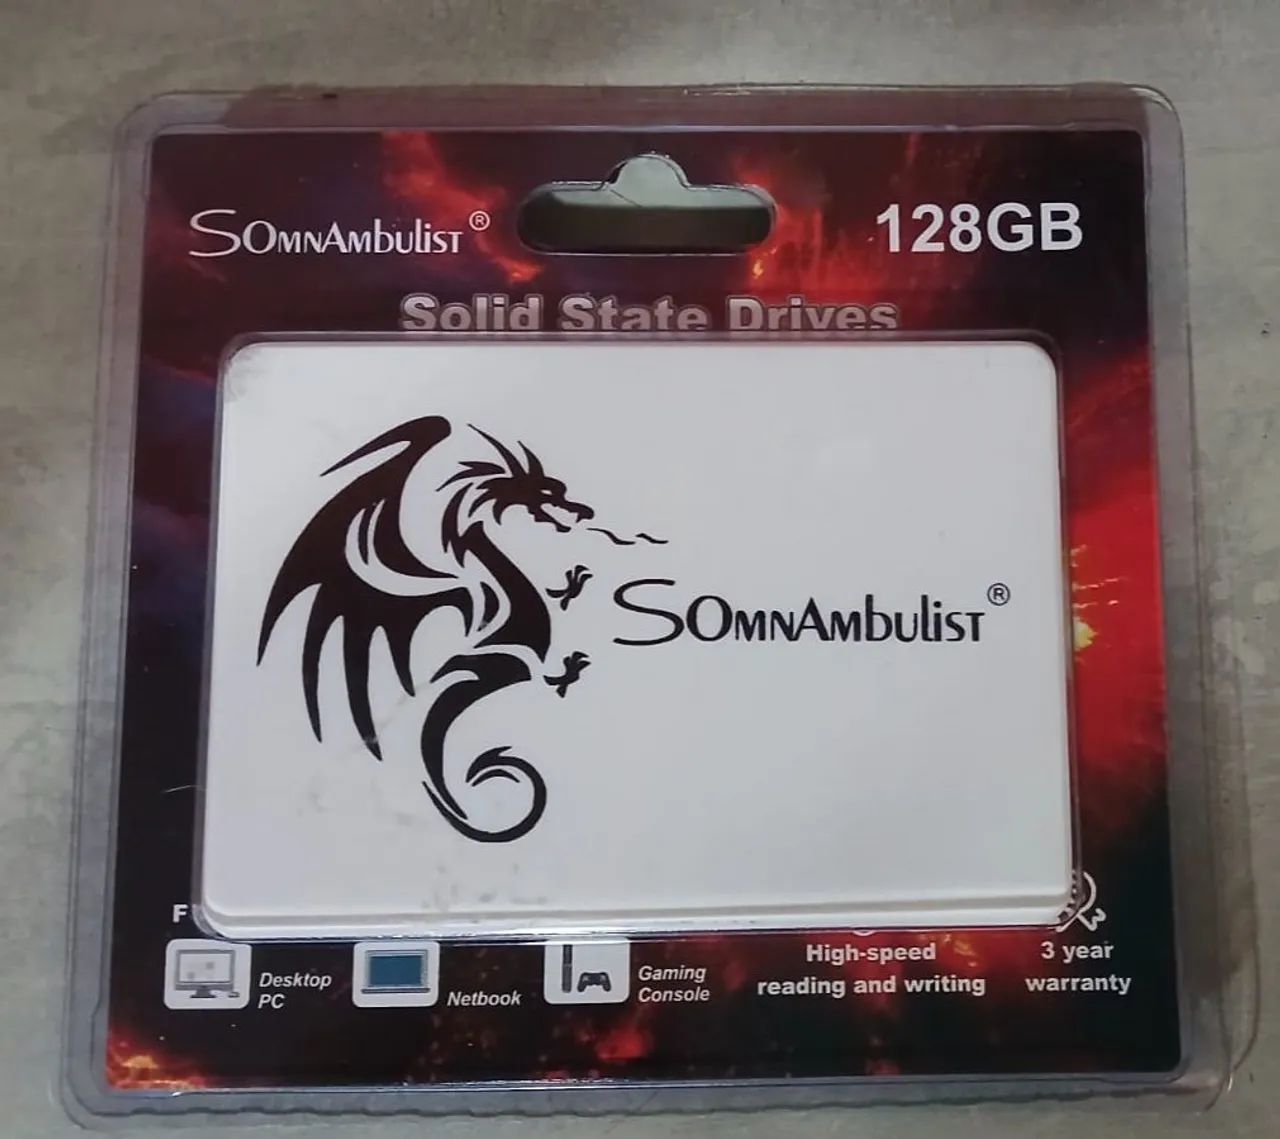 SOmnAmbulist®
128GB
Solid State Drives
SOmnAmbulist®
F
Desktop
PC
Netbook
Gaming
Console
High-speed
reading and writing
3 year
warranty